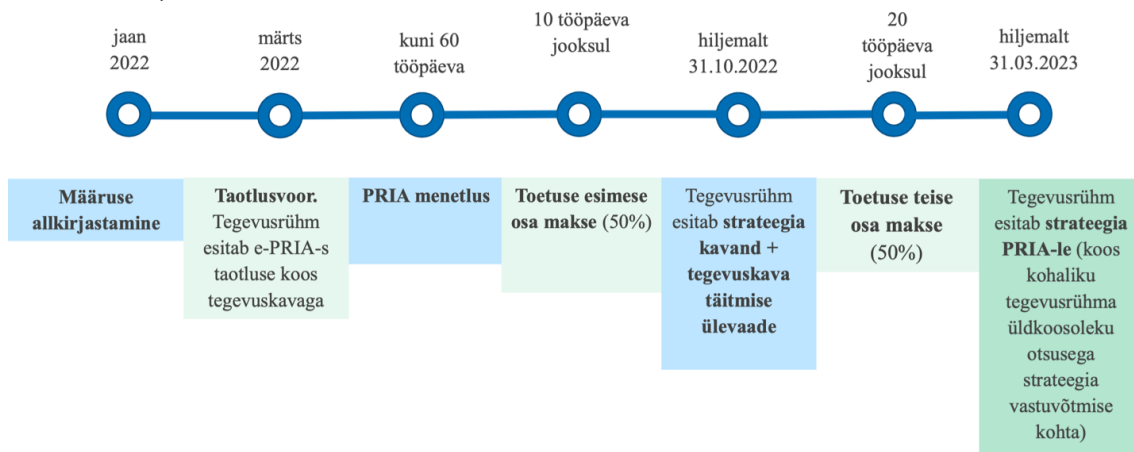 jaan
2022
märts
2022
kuni 60
tööpäeva
10 tööpäeva
jooksul
hiljemalt
31.10.2022
20
tööpäeva
jooksul
hiljemalt
31.03.2023
Määruse
allkirjastamine
Taotlusvoor.
Tegevusrühm
esitab e-PRIA-s
taotluse koos
tegevuskavaga
PRIA menetlus
Toetuse esimese
osa makse (50%)
Tegevusrühm
esitab strateegia
kavand +
tegevuskava
täitmise
ülevaade
Toetuse teise
osa makse
(50%)
Tegevusrühm
esitab strateegia
PRIA-le (koos
kohaliku
tegevusrühma
üldkoosoleku
otsusega
strateegia
vastuvõtmise
kohta)